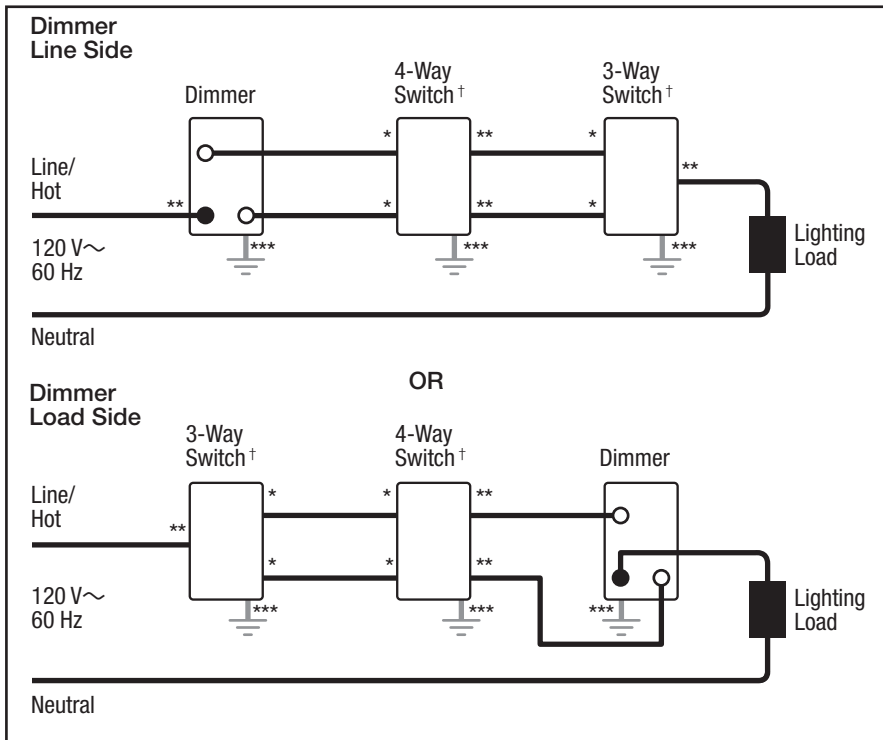 Dimmer
Line Side
4-Way
Switch†
3-Way
Switch†
Dimmer
* ** *
Line/
Hot
**
**
* ** *
120 V~
60 Hz
*** *** ***
Lighting
Load
Neutral
OR
Dimmer
Load Side
3-Way
Switch†
4-Way
Switch†
Dimmer
Line/
Hot
* * **
**
* * **
120 V~
60 Hz
*** *** ***
Lighting
Load
Neutral